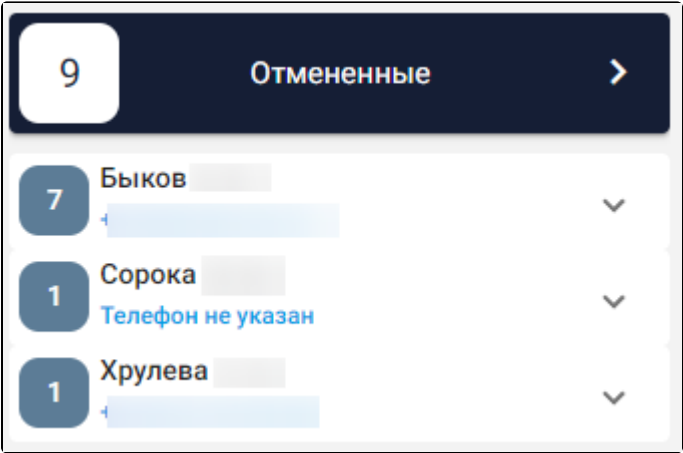 9 Отмененные
7 Быков
+
1 Сорока
Телефон не указан
1 Хрулева
+